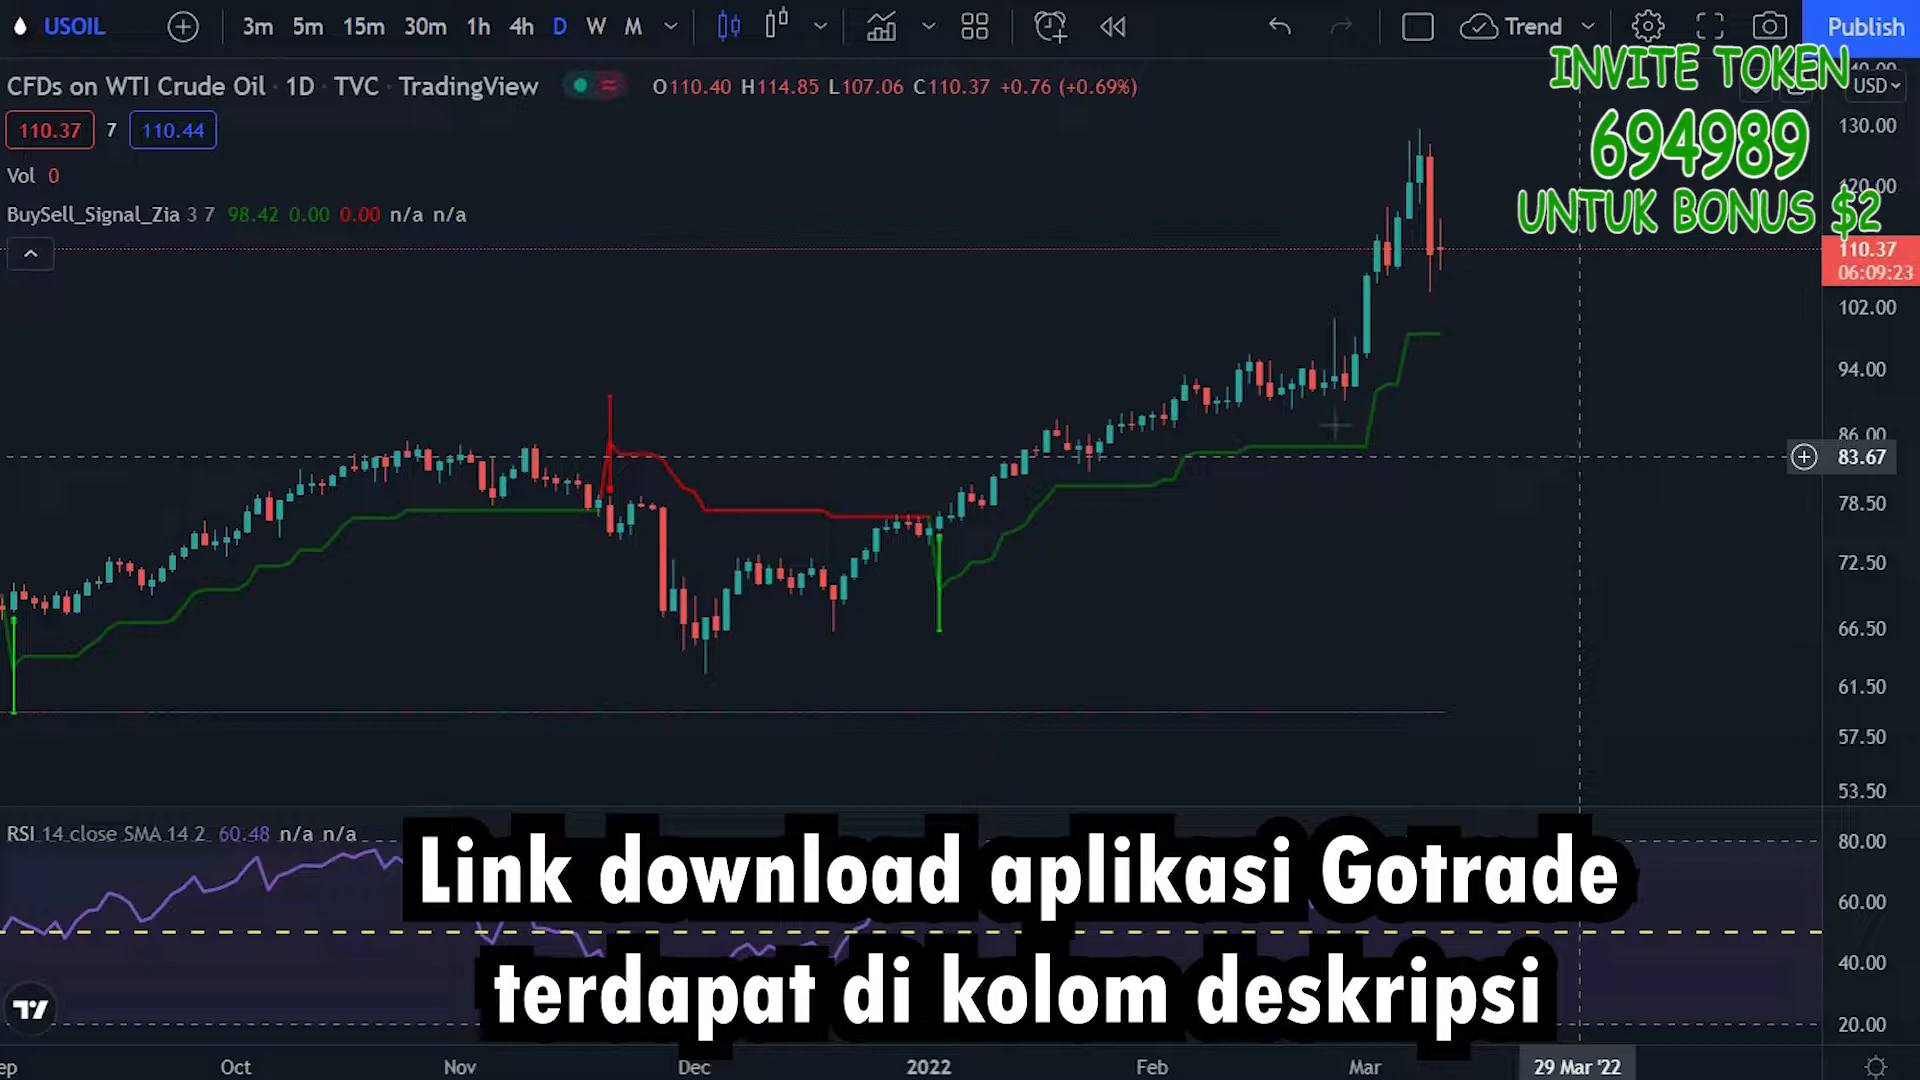 USOIL 3m 5m 15m 30m 1h 4h D W M Trend Publish
INVITE TOKEN
CFDs on WTI Crude Oil · 1D · TVC · TradingView O110.40 H114.85 L107.06 C110.37 +0.76 (+0.69%) USD
110.37 7 110.44
130.00
694989
Vol 0
120.00
BuySell_Signal_Zia 3 7 98.42 0.00 0.00 n/a n/a
UNTUK BONUS $2
110.37
06:09:23
102.00
94.00
86.00
83.67
78.50
72.50
66.50
61.50
57.50
53.50
RSI 14 close SMA 14 2 60.48 n/a n/a
80.00
Link download aplikasi Gotrade
60.00
40.00
terdapat di kolom deskripsi
20.00
ep Oct Nov Dec 2022 Feb Mar 29 Mar '22